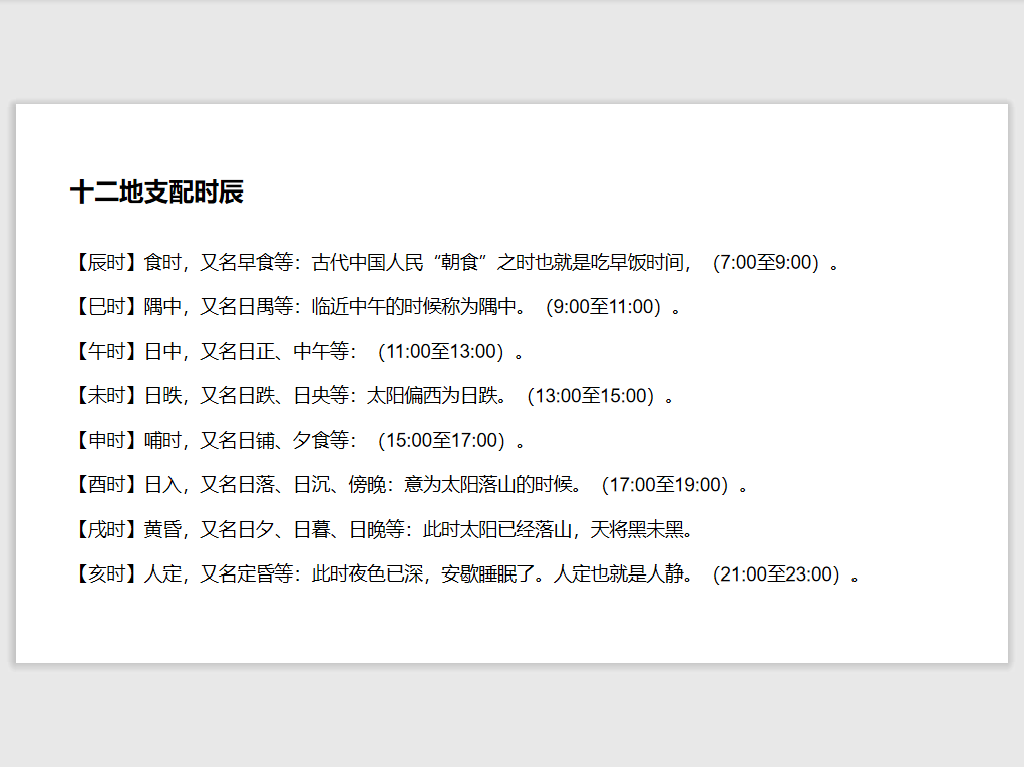 十二地支配时辰
【辰时】食时，又名早食等：古代中国人民“朝食”之时也就是吃早饭时间，（7:00至9:00）。
【巳时】隅中，又名日禺等：临近中午的时候称为隅中。（9:00至11:00）。
【午时】日中，又名日正、中午等：（11:00至13:00）。
【未时】日昳，又名日跌、日央等：太阳偏西为日跌。（13:00至15:00）。
【申时】哺时，又名日铺、夕食等：（15:00至17:00）。
【酉时】日入，又名日落、日沉、傍晚：意为太阳落山的时候。（17:00至19:00）。
【戌时】黄昏，又名日夕、日暮、日晚等：此时太阳已经落山，天将黑未黑。
【亥时】人定，又名定昏等：此时夜色已深，安歇睡眠了。人定也就是人静。（21:00至23:00）。